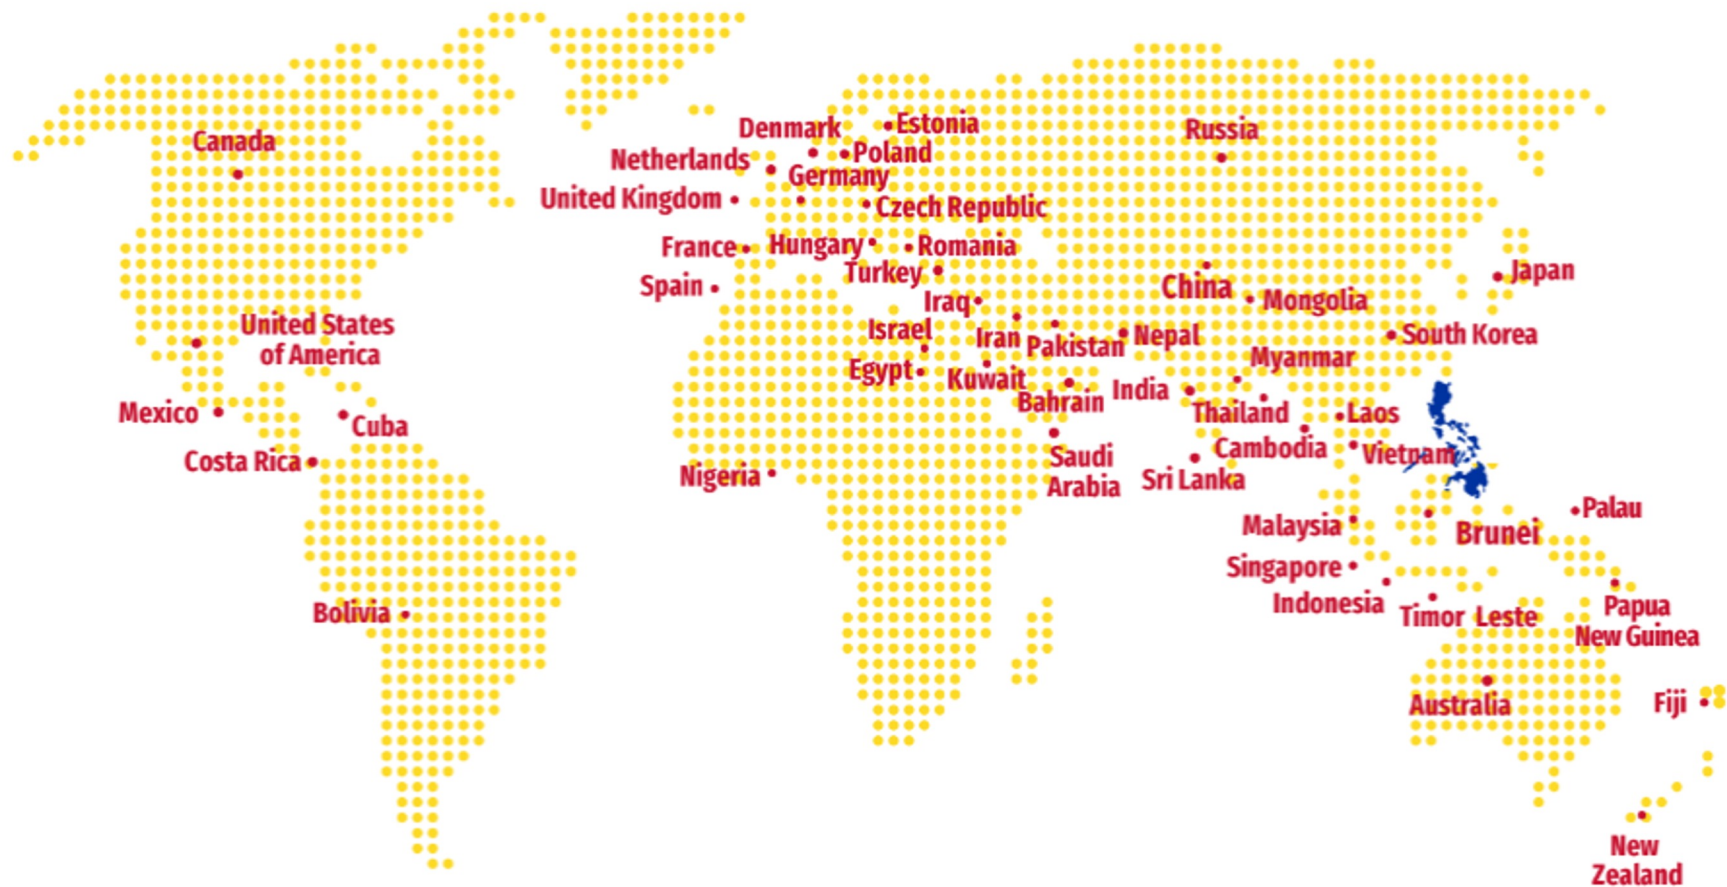 Canada
Denmark
Estonia
Russia
Netherlands
Poland
Germany
United Kingdom
Czech Republic
France
Hungary
Romania
Turkey
Spain
China
Japan
Iraq
Mongolia
United States
of America
Israel
Iran
Pakistan
Nepal
South Korea
Myanmar
Egypt
Kuwait
Bahrain
India
Mexico
Cuba
Thailand
Laos
Costa Rica
Nigeria
Saudi
Arabia
Cambodia
Vietnam
Sri Lanka
Malaysia
Brunei
Palau
Singapore
Indonesia
Timor Leste
Papua
New Guinea
Bolivia
Australia
Fiji
New
Zealand